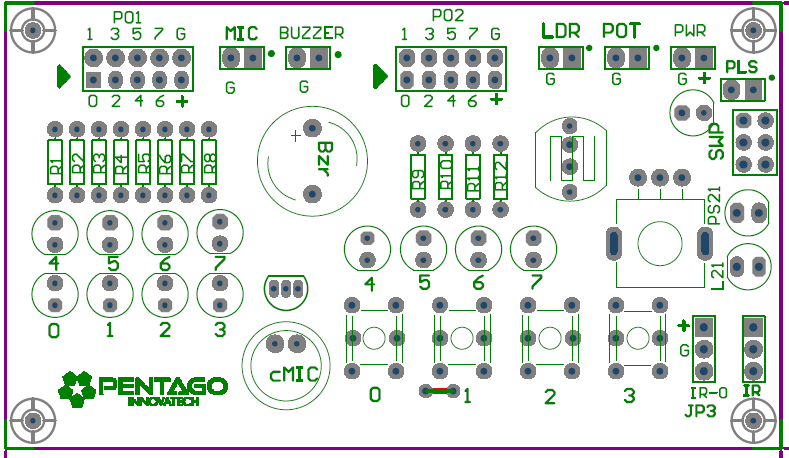 PO1
1 3 5 7 G
0 2 4 6 +
MIC
G
BUZZER
G
PO2
1 3 5 7 G
0 2 4 6 +
LDR
G
POT
G
PWR
G +
PLS
SWP
R1 R2 R3 R4 R5 R6 R7 R8
+
Bzr
R9 R10 R11 R12
PS21
L21
4 5 6 7
0 1 2 3
4 5 6 7
cMIC
0 1 2 3
+
G
IR-0
JP3
IR
PENTAGO
INNOVATECH